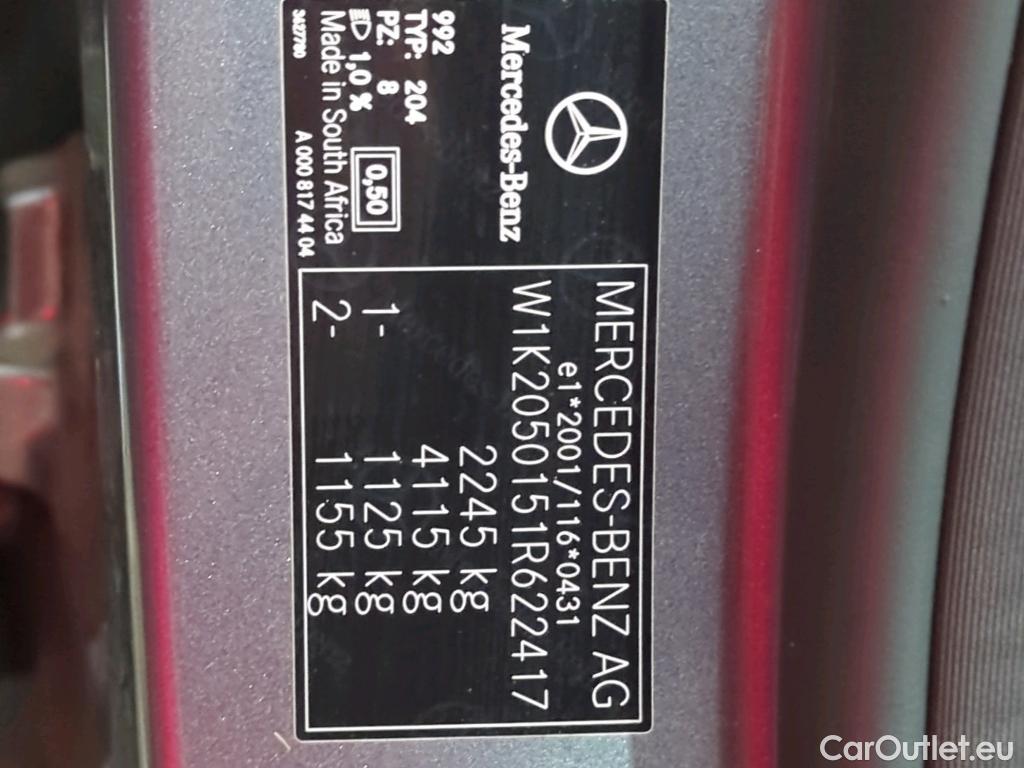 Mercedes-Benz
992
TYP: 204
PZ: 8
1,0 %
0,50
Made in South Africa
3427780
A 000 817 44 04
MERCEDES-BENZ AG
e1*2001/116*0431
W1K2050151R622417
2245 kg
4115 kg
1- 1125 kg
2- 1155 kg
CarOutlet.eu